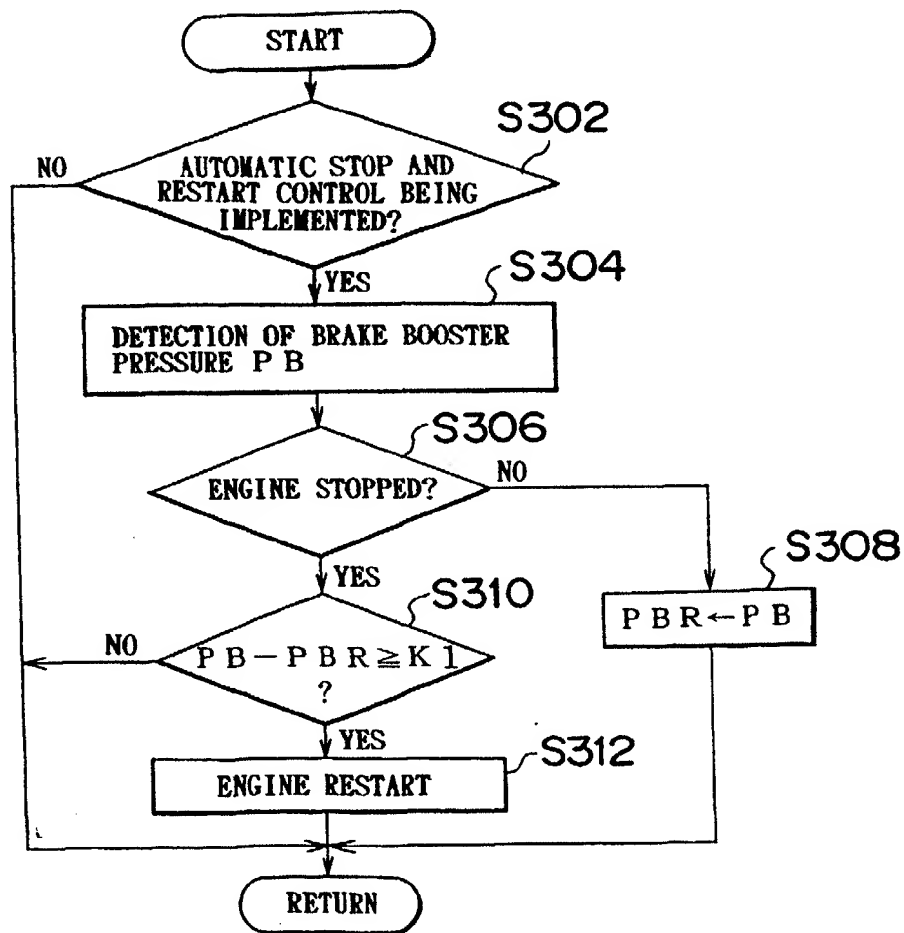 START
S302
NO
AUTOMATIC STOP AND
RESTART CONTROL BEING
IMPLEMENTED?
YES
S304
DETECTION OF BRAKE BOOSTER
PRESSURE P B
S306
ENGINE STOPPED?
NO
YES
S308
P B R ← P B
S310
NO
P B − P B R ≧ K 1
?
YES
S312
ENGINE RESTART
RETURN